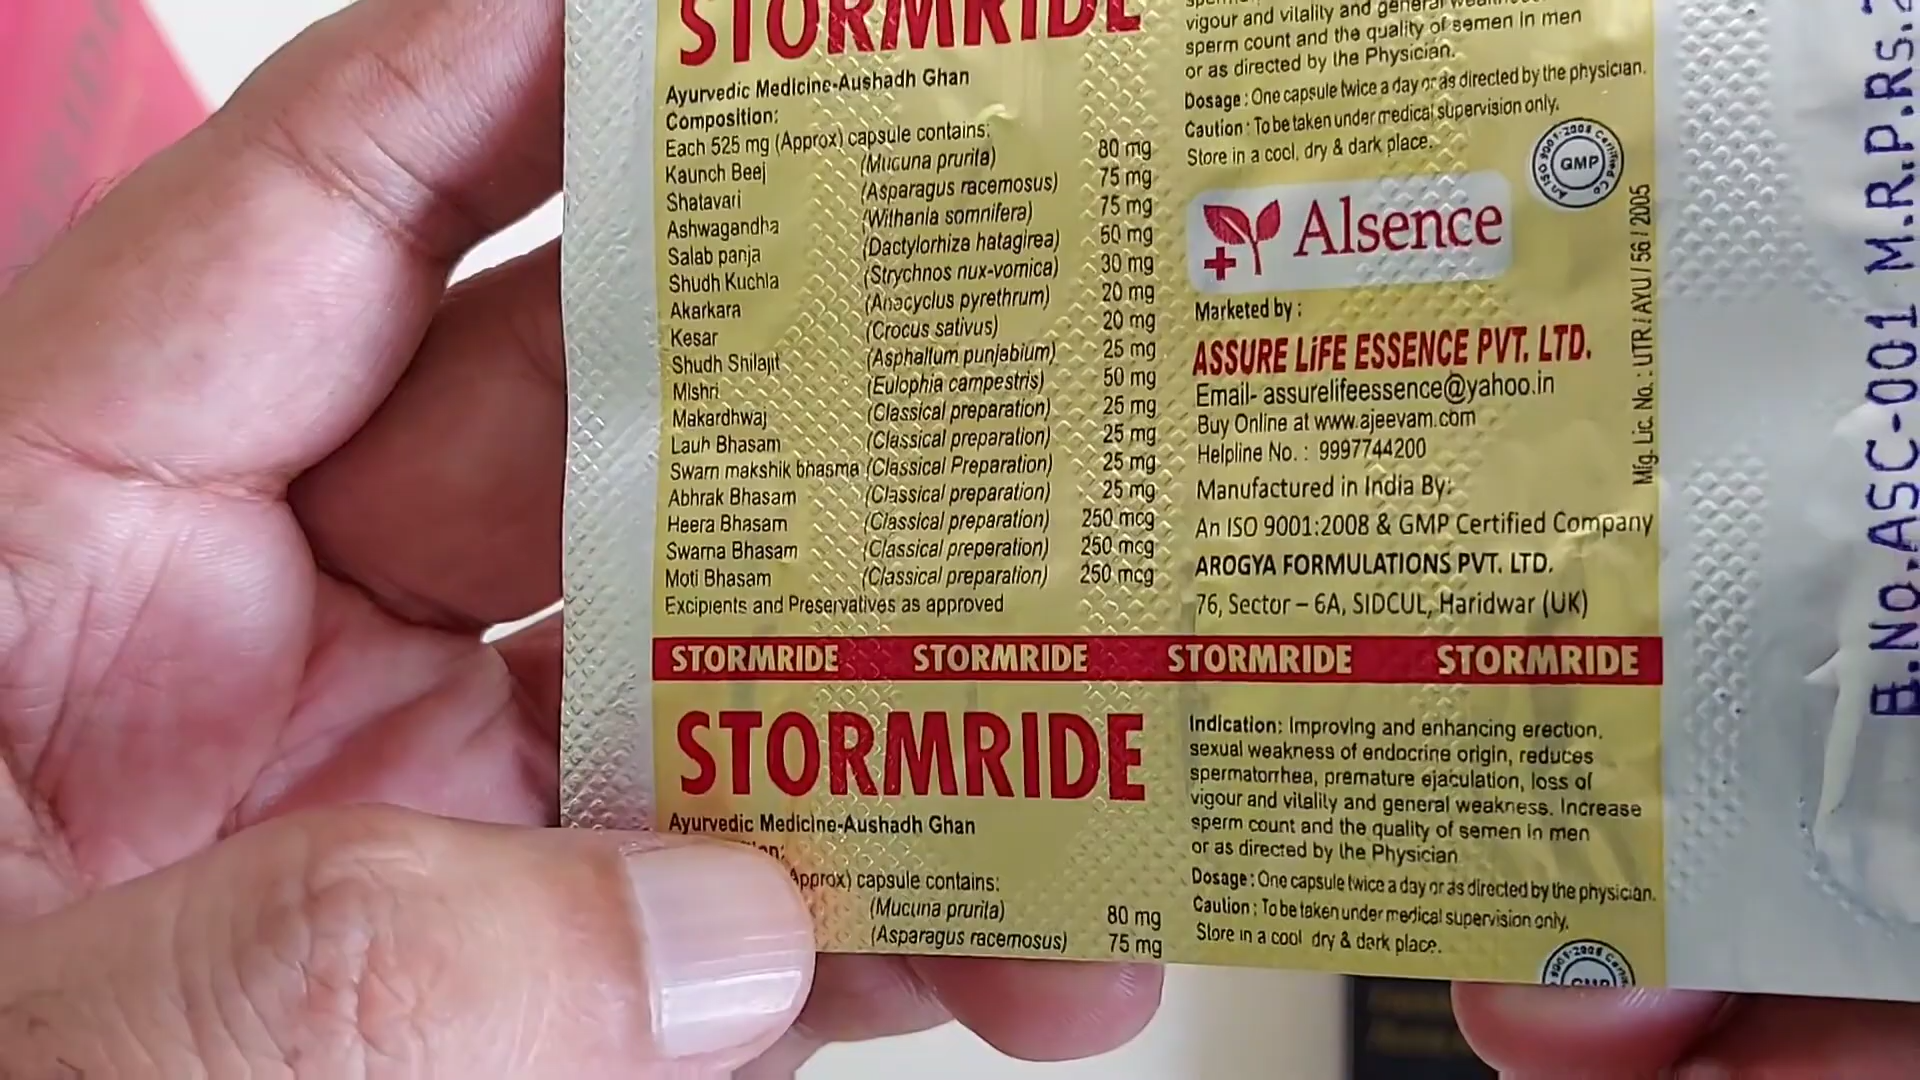 STORMRIDE
Ayurvedic Medicine-Aushadh Ghan
Composition:
Each 525 mg (Approx) capsule contains:
Kaunch Beej (Mucuna prurita) 80 mg
Shatavari (Asparagus racemosus) 75 mg
Ashwagandha (Withania somnifera) 75 mg
Salab panja (Dactylorhiza hatagirea) 50 mg
Shudh Kuchla (Strychnos nux-vomica) 30 mg
Akarkara (Anacyclus pyrethrum) 20 mg
Kesar (Crocus sativus) 20 mg
Shudh Shilajit (Asphaltum punjabium) 25 mg
Mishri (Eulophia campestris) 50 mg
Makardhwaj (Classical preparation) 25 mg
Lauh Bhasam (Classical preparation) 25 mg
Swarn makshik bhasma (Classical Preparation) 25 mg
Abhrak Bhasam (Classical preparation) 25 mg
Heera Bhasam (Classical preparation) 250 mcg
Swarna Bhasam (Classical preperation) 250 mcg
Moti Bhasam (Classical preparation) 250 mcg
Excipients and Preservatives as approved
vigour and vitality and general
sperm count and the quality of semen in men
or as directed by the Physician.
Dosage : One capsule twice a day or as directed by the physician.
Caution : To be taken under medical supervision only.
Store in a cool, dry & dark place.
An ISO 9001:2008 Certified Co
GMP
Alsence
Marketed by :
ASSURE LiFE ESSENCE PVT. LTD.
Email- assurelifeessence@yahoo.in
Buy Online at www.ajeevam.com
Helpline No. : 9997744200
Manufactured in India By:
An ISO 9001:2008 & GMP Certified Company
AROGYA FORMULATIONS PVT. LTD.
76, Sector – 6A, SIDCUL, Haridwar (UK)
Mfg. Lic. No. : UTR / AYU / 56 / 2005
B.No.ASC-001 M.R.P.Rs.
STORMRIDE STORMRIDE STORMRIDE STORMRIDE
STORMRIDE
Ayurvedic Medicine-Aushadh Ghan
Approx) capsule contains:
(Mucuna prurita) 80 mg
(Asparagus racemosus) 75 mg
Indication: Improving and enhancing erection,
sexual weakness of endocrine origin, reduces
spermatorrhea, premature ejaculation, loss of
vigour and vitality and general weakness. Increase
sperm count and the quality of semen in men
or as directed by the Physician
Dosage : One capsule twice a day or as directed by the physician.
Caution : To be taken under medical supervision only.
Store in a cool dry & dark place.
GMP